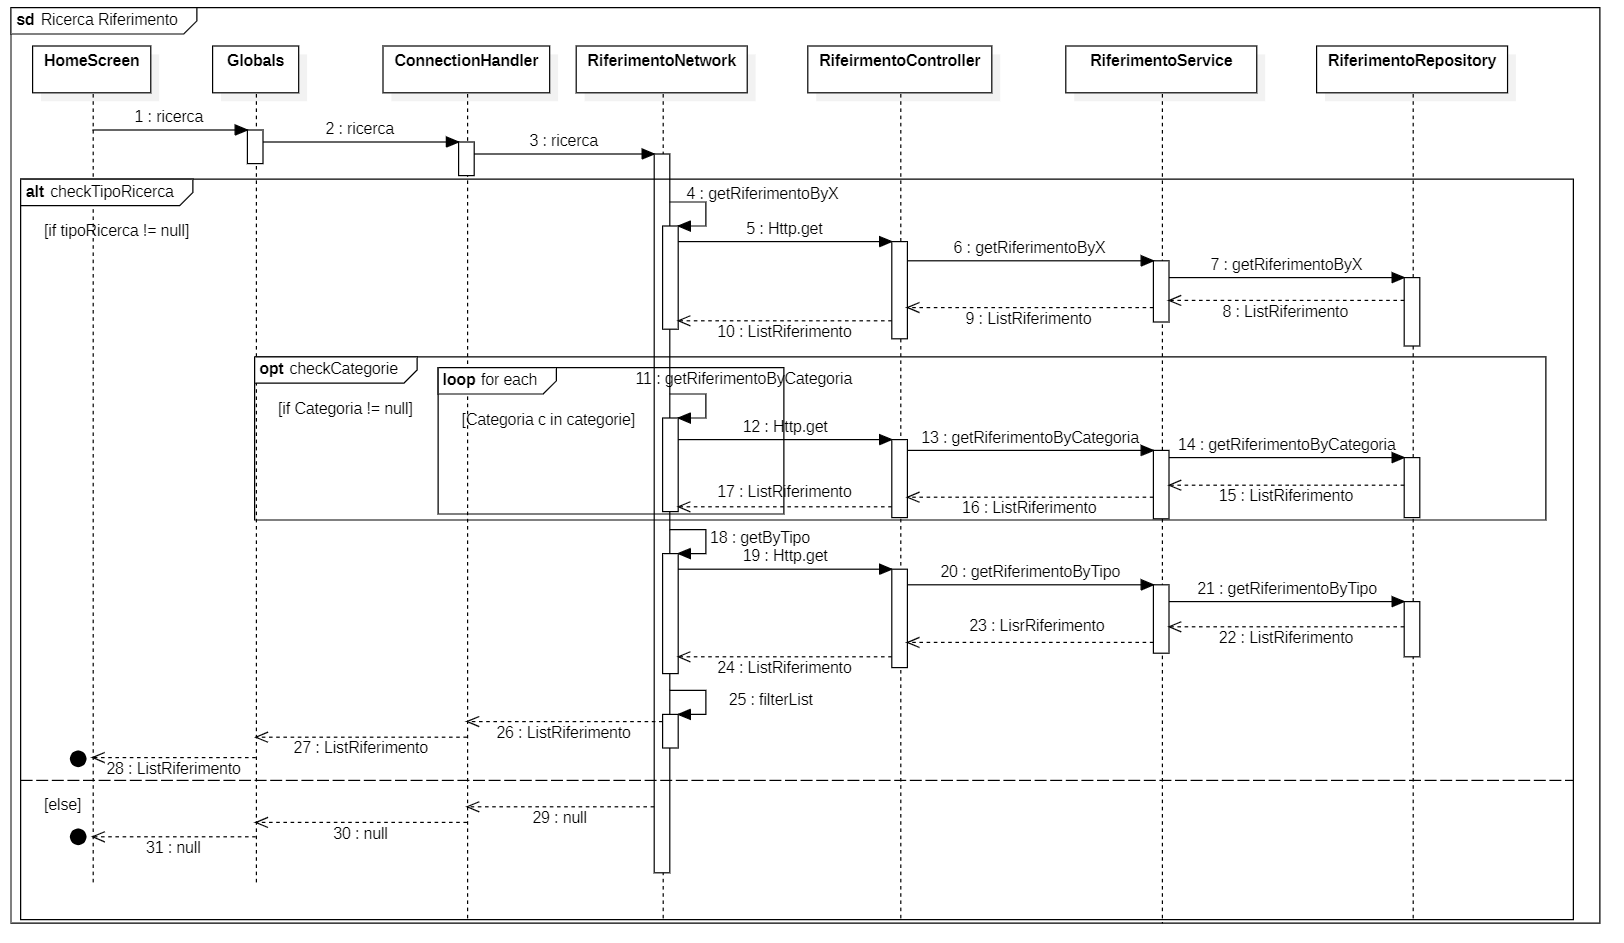 sd Ricerca Riferimento
HomeScreen
Globals
ConnectionHandler
RiferimentoNetwork
RifeirmentoController
RiferimentoService
RiferimentoRepository
1 : ricerca
2 : ricerca
3 : ricerca
alt checkTipoRicerca
[if tipoRicerca != null]
4 : getRiferimentoByX
5 : Http.get
6 : getRiferimentoByX
7 : getRiferimentoByX
8 : ListRiferimento
9 : ListRiferimento
10 : ListRiferimento
opt checkCategorie
[if Categoria != null]
loop for each
[Categoria c in categorie]
11 : getRiferimentoByCategoria
12 : Http.get
13 : getRiferimentoByCategoria
14 : getRiferimentoByCategoria
15 : ListRiferimento
16 : ListRiferimento
17 : ListRiferimento
18 : getByTipo
19 : Http.get
20 : getRiferimentoByTipo
21 : getRiferimentoByTipo
22 : ListRiferimento
23 : LisrRiferimento
24 : ListRiferimento
25 : filterList
26 : ListRiferimento
27 : ListRiferimento
28 : ListRiferimento
[else]
29 : null
30 : null
31 : null